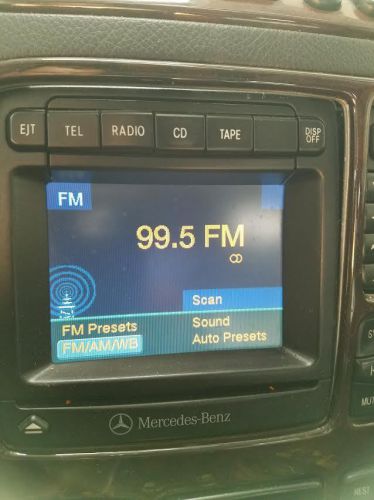 EJT TEL RADIO CD TAPE DISP OFF
FM
99.5 FM
Scan
FM Presets Sound
FM/AM/WB Auto Presets
Mercedes-Benz
MUT